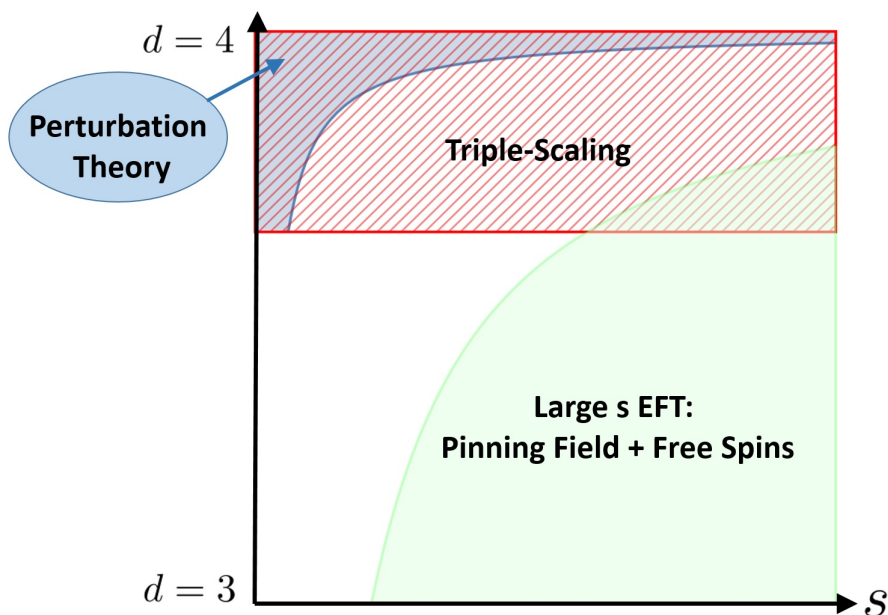 d = 4
Perturbation
Theory
Triple-Scaling
Large s EFT:
Pinning Field + Free Spins
d = 3
s